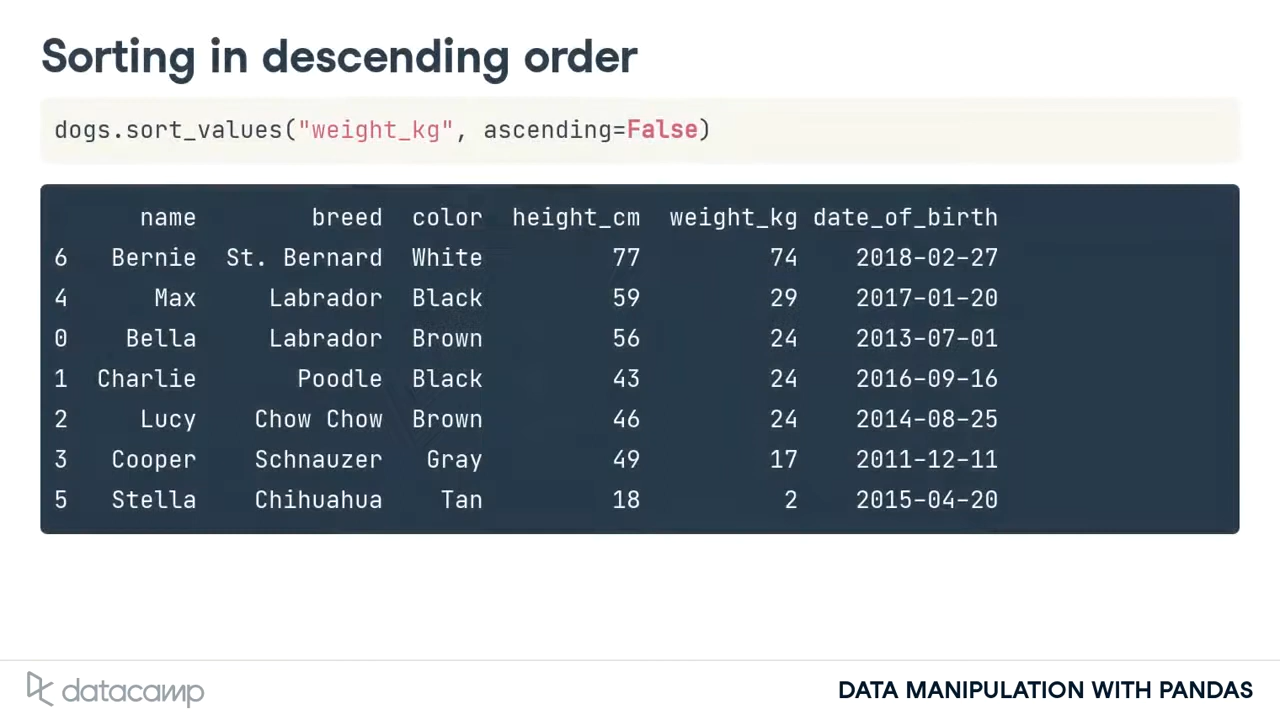 Sorting in descending order
dogs.sort_values("weight_kg", ascending=False)
name breed color height_cm weight_kg date_of_birth
6 Bernie St. Bernard White 77 74 2018-02-27
4 Max Labrador Black 59 29 2017-01-20
0 Bella Labrador Brown 56 24 2013-07-01
1 Charlie Poodle Black 43 24 2016-09-16
2 Lucy Chow Chow Brown 46 24 2014-08-25
3 Cooper Schnauzer Gray 49 17 2011-12-11
5 Stella Chihuahua Tan 18 2 2015-04-20
datacamp
DATA MANIPULATION WITH PANDAS